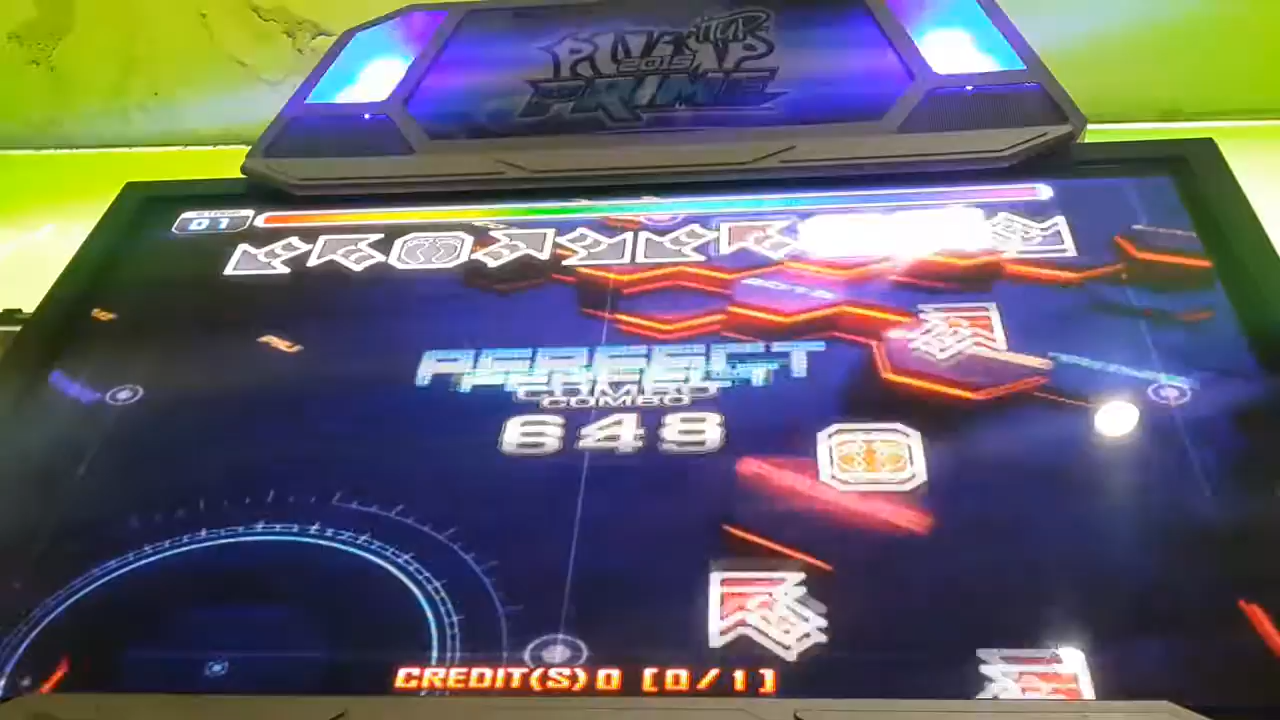 PUMP it UP
2015
PRIME
STAGE
01
PERFECT
COMBO
648
CREDIT(S) 0 [0/1]